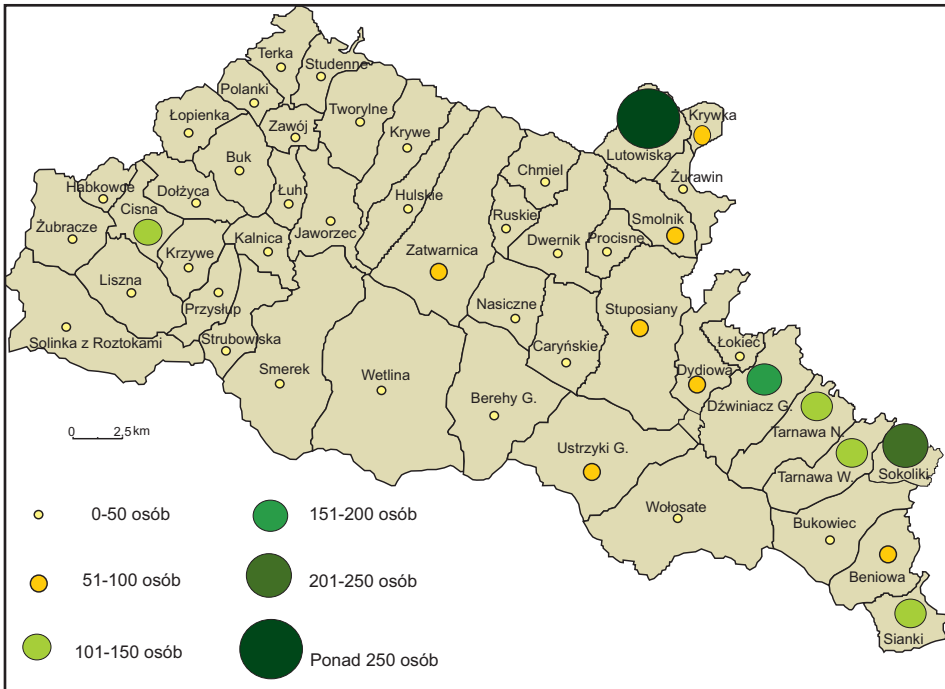 Terka
Studenne
Polanki
Tworylne
Łopienka
Zawój
Krywe
Krywka
Lutowiska
Buk
Chmiel
Żurawin
Habkowce
Dołżyca
Łuh
Hulskie
Cisna
Ruskie
Smolnik
Żubracze
Krzywe
Kalnica
Jaworzec
Zatwarnica
Dwernik
Procisne
Liszna
Przysłup
Nasiczne
Stuposiany
Solinka z Roztokami
Strubowiska
Caryńskie
Łokiec
Smerek
Wetlina
Dydiowa
Berehy G.
Dźwiniacz G.
Tarnawa N.
0 2,5 km
Ustrzyki G.
Tarnawa W.
Sokoliki
Wołosate
Bukowiec
Beniowa
Sianki
0-50 osób
51-100 osób
101-150 osób
151-200 osób
201-250 osób
Ponad 250 osób